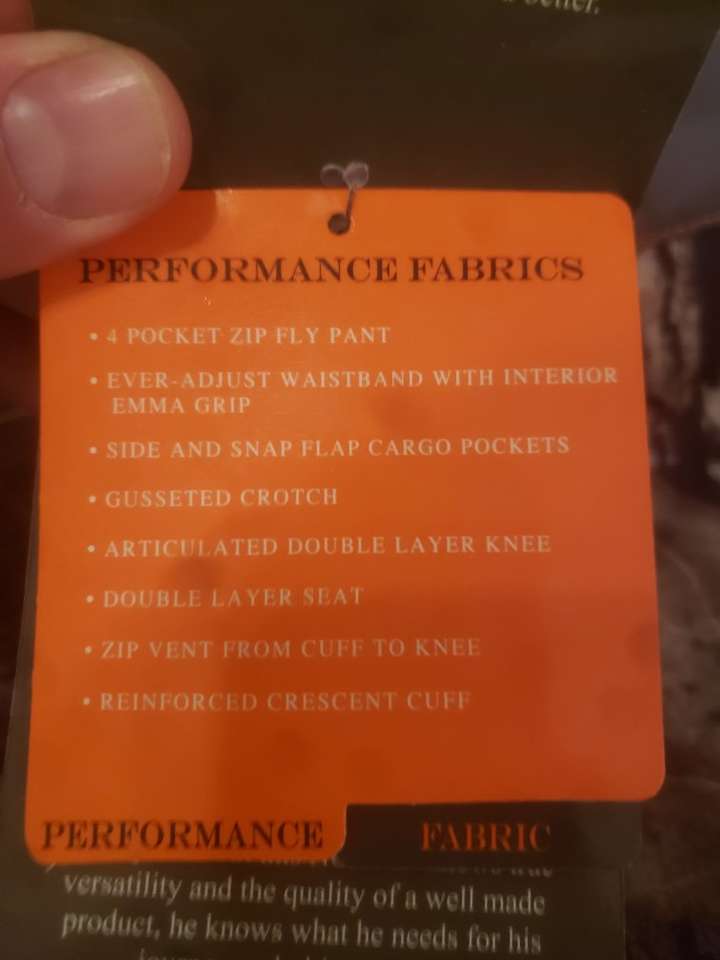 better.
PERFORMANCE FABRICS
• 4 POCKET ZIP FLY PANT
• EVER-ADJUST WAISTBAND WITH INTERIOR
EMMA GRIP
• SIDE AND SNAP FLAP CARGO POCKETS
• GUSSETED CROTCH
• ARTICULATED DOUBLE LAYER KNEE
• DOUBLE LAYER SEAT
• ZIP VENT FROM CUFF TO KNEE
• REINFORCED CRESCENT CUFF
PERFORMANCE FABRIC
versatility and the quality of a well made
product, he knows what he needs for his